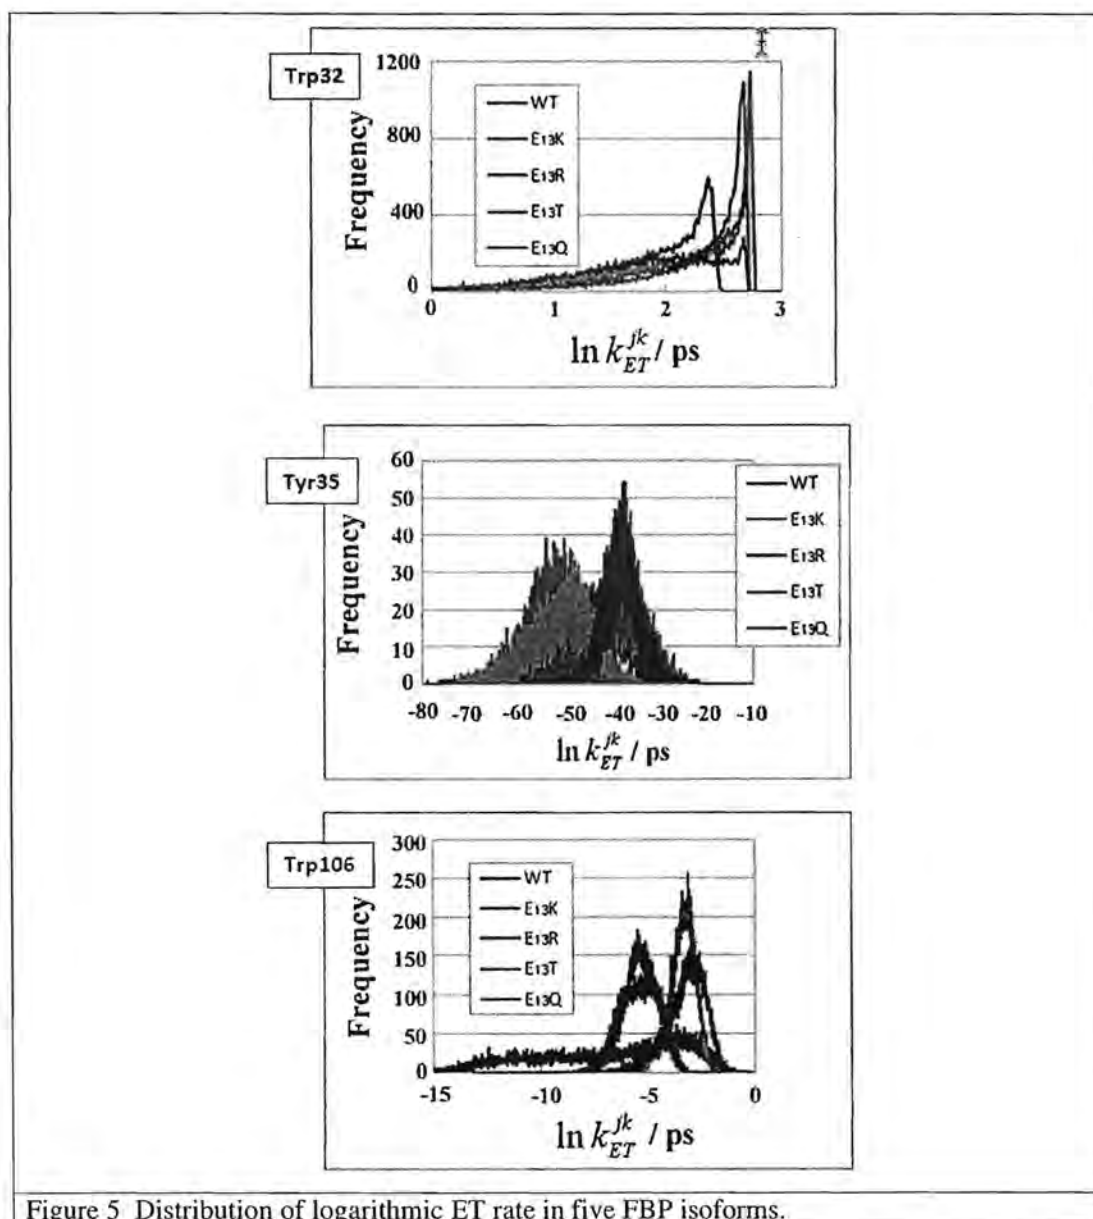 Trp32
1200
800
400
0
Frequency
WT
E13K
E13R
E13T
E13Q
0 1 2 3
ln k_ET^jk / ps
Tyr35
60
50
40
30
20
10
0
Frequency
WT
E13K
E13R
E13T
E13Q
-80 -70 -60 -50 -40 -30 -20 -10
ln k_ET^jk / ps
Trp106
300
250
200
150
100
50
0
Frequency
WT
E13K
E13R
E13T
E13Q
-15 -10 -5 0
ln k_ET^jk / ps
Figure 5 Distribution of logarithmic ET rate in five FBP isoforms.